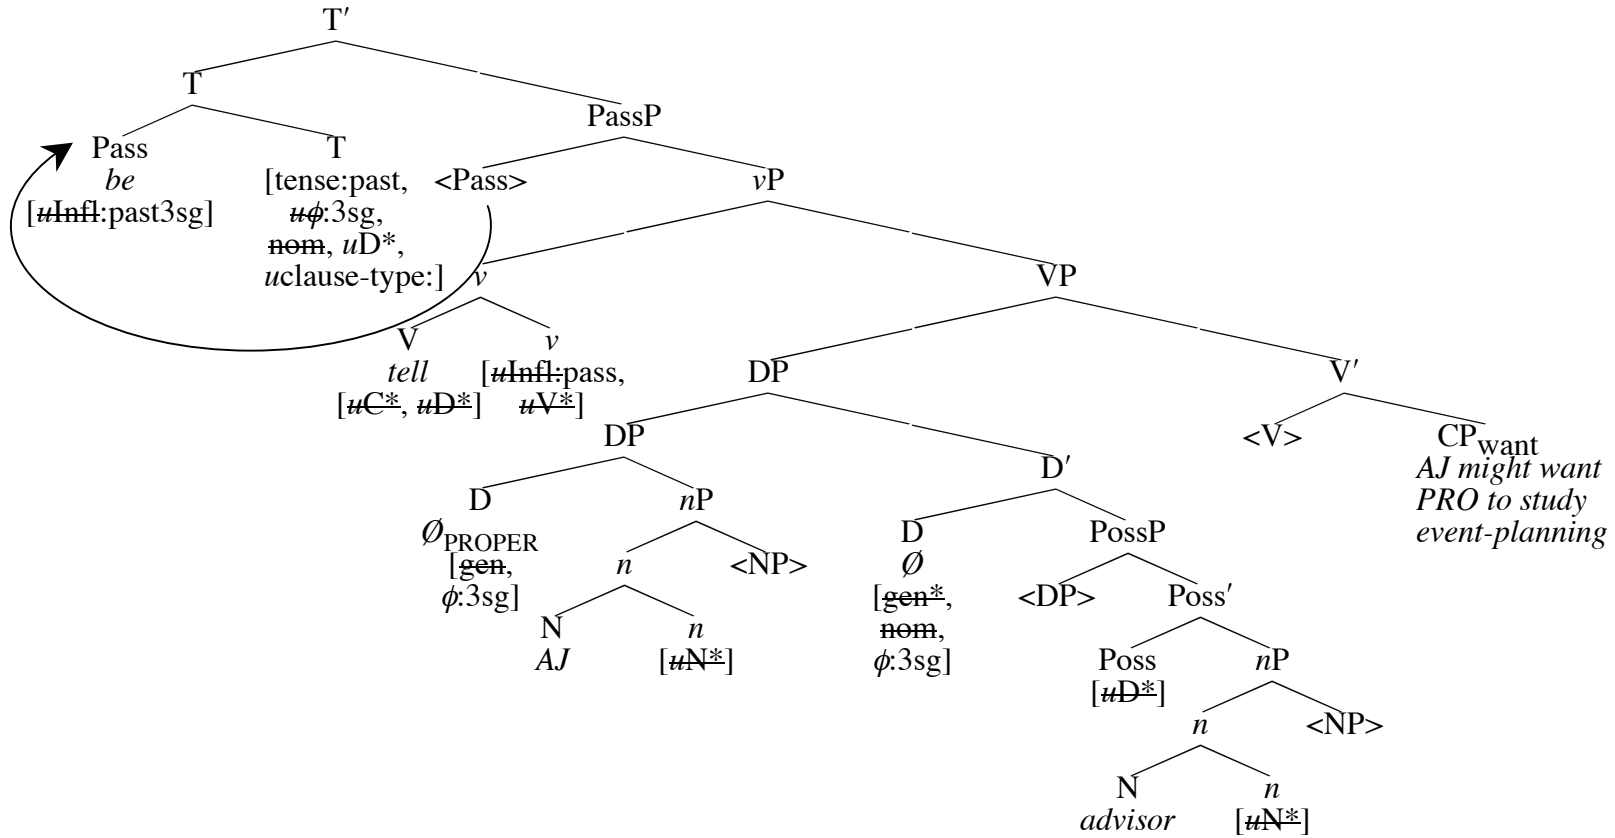 T′
T
PassP
Pass
T
be
[tense:past,
<Pass>
vP
[uInfl:past3sg]
uϕ:3sg,
nom, uD*,
uclause-type:]
v
VP
V
v
tell
[uInfl:pass,
DP
V′
[uC*, uD*]
uV*]
DP
<V>
CPwant
D′
AJ might want
D
nP
PRO to study
ØPROPER
D
PossP
event-planning
[gen,
n
<NP>
Ø
ϕ:3sg]
[gen*,
<DP>
Poss′
N
n
nom,
AJ
[uN*]
ϕ:3sg]
Poss
nP
[uD*]
n
<NP>
N
n
advisor
[uN*]